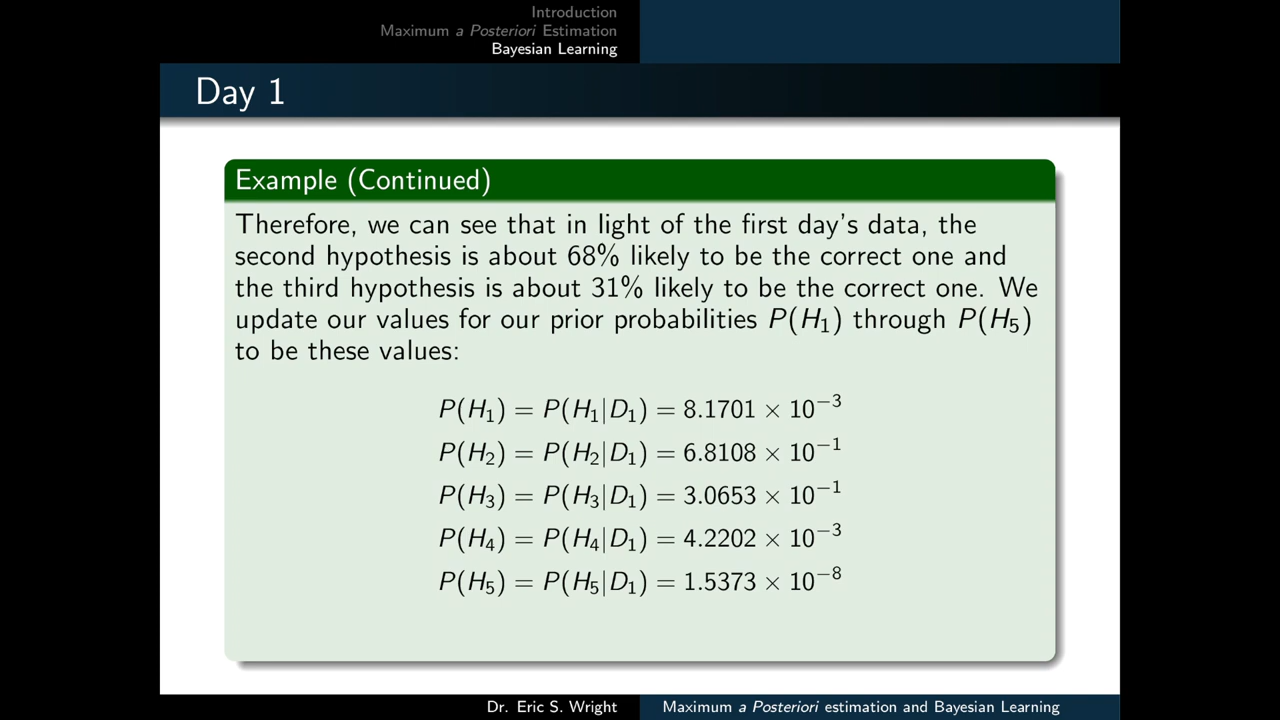 Introduction
Maximum a Posteriori Estimation
Bayesian Learning
Day 1
Example (Continued)
Therefore, we can see that in light of the first day's data, the
second hypothesis is about 68% likely to be the correct one and
the third hypothesis is about 31% likely to be the correct one. We
update our values for our prior probabilities P(H₁) through P(H₅)
to be these values:
P(H₁) = P(H₁|D₁) = 8.1701 × 10⁻³
P(H₂) = P(H₂|D₁) = 6.8108 × 10⁻¹
P(H₃) = P(H₃|D₁) = 3.0653 × 10⁻¹
P(H₄) = P(H₄|D₁) = 4.2202 × 10⁻³
P(H₅) = P(H₅|D₁) = 1.5373 × 10⁻⁸
Dr. Eric S. Wright
Maximum a Posteriori estimation and Bayesian Learning